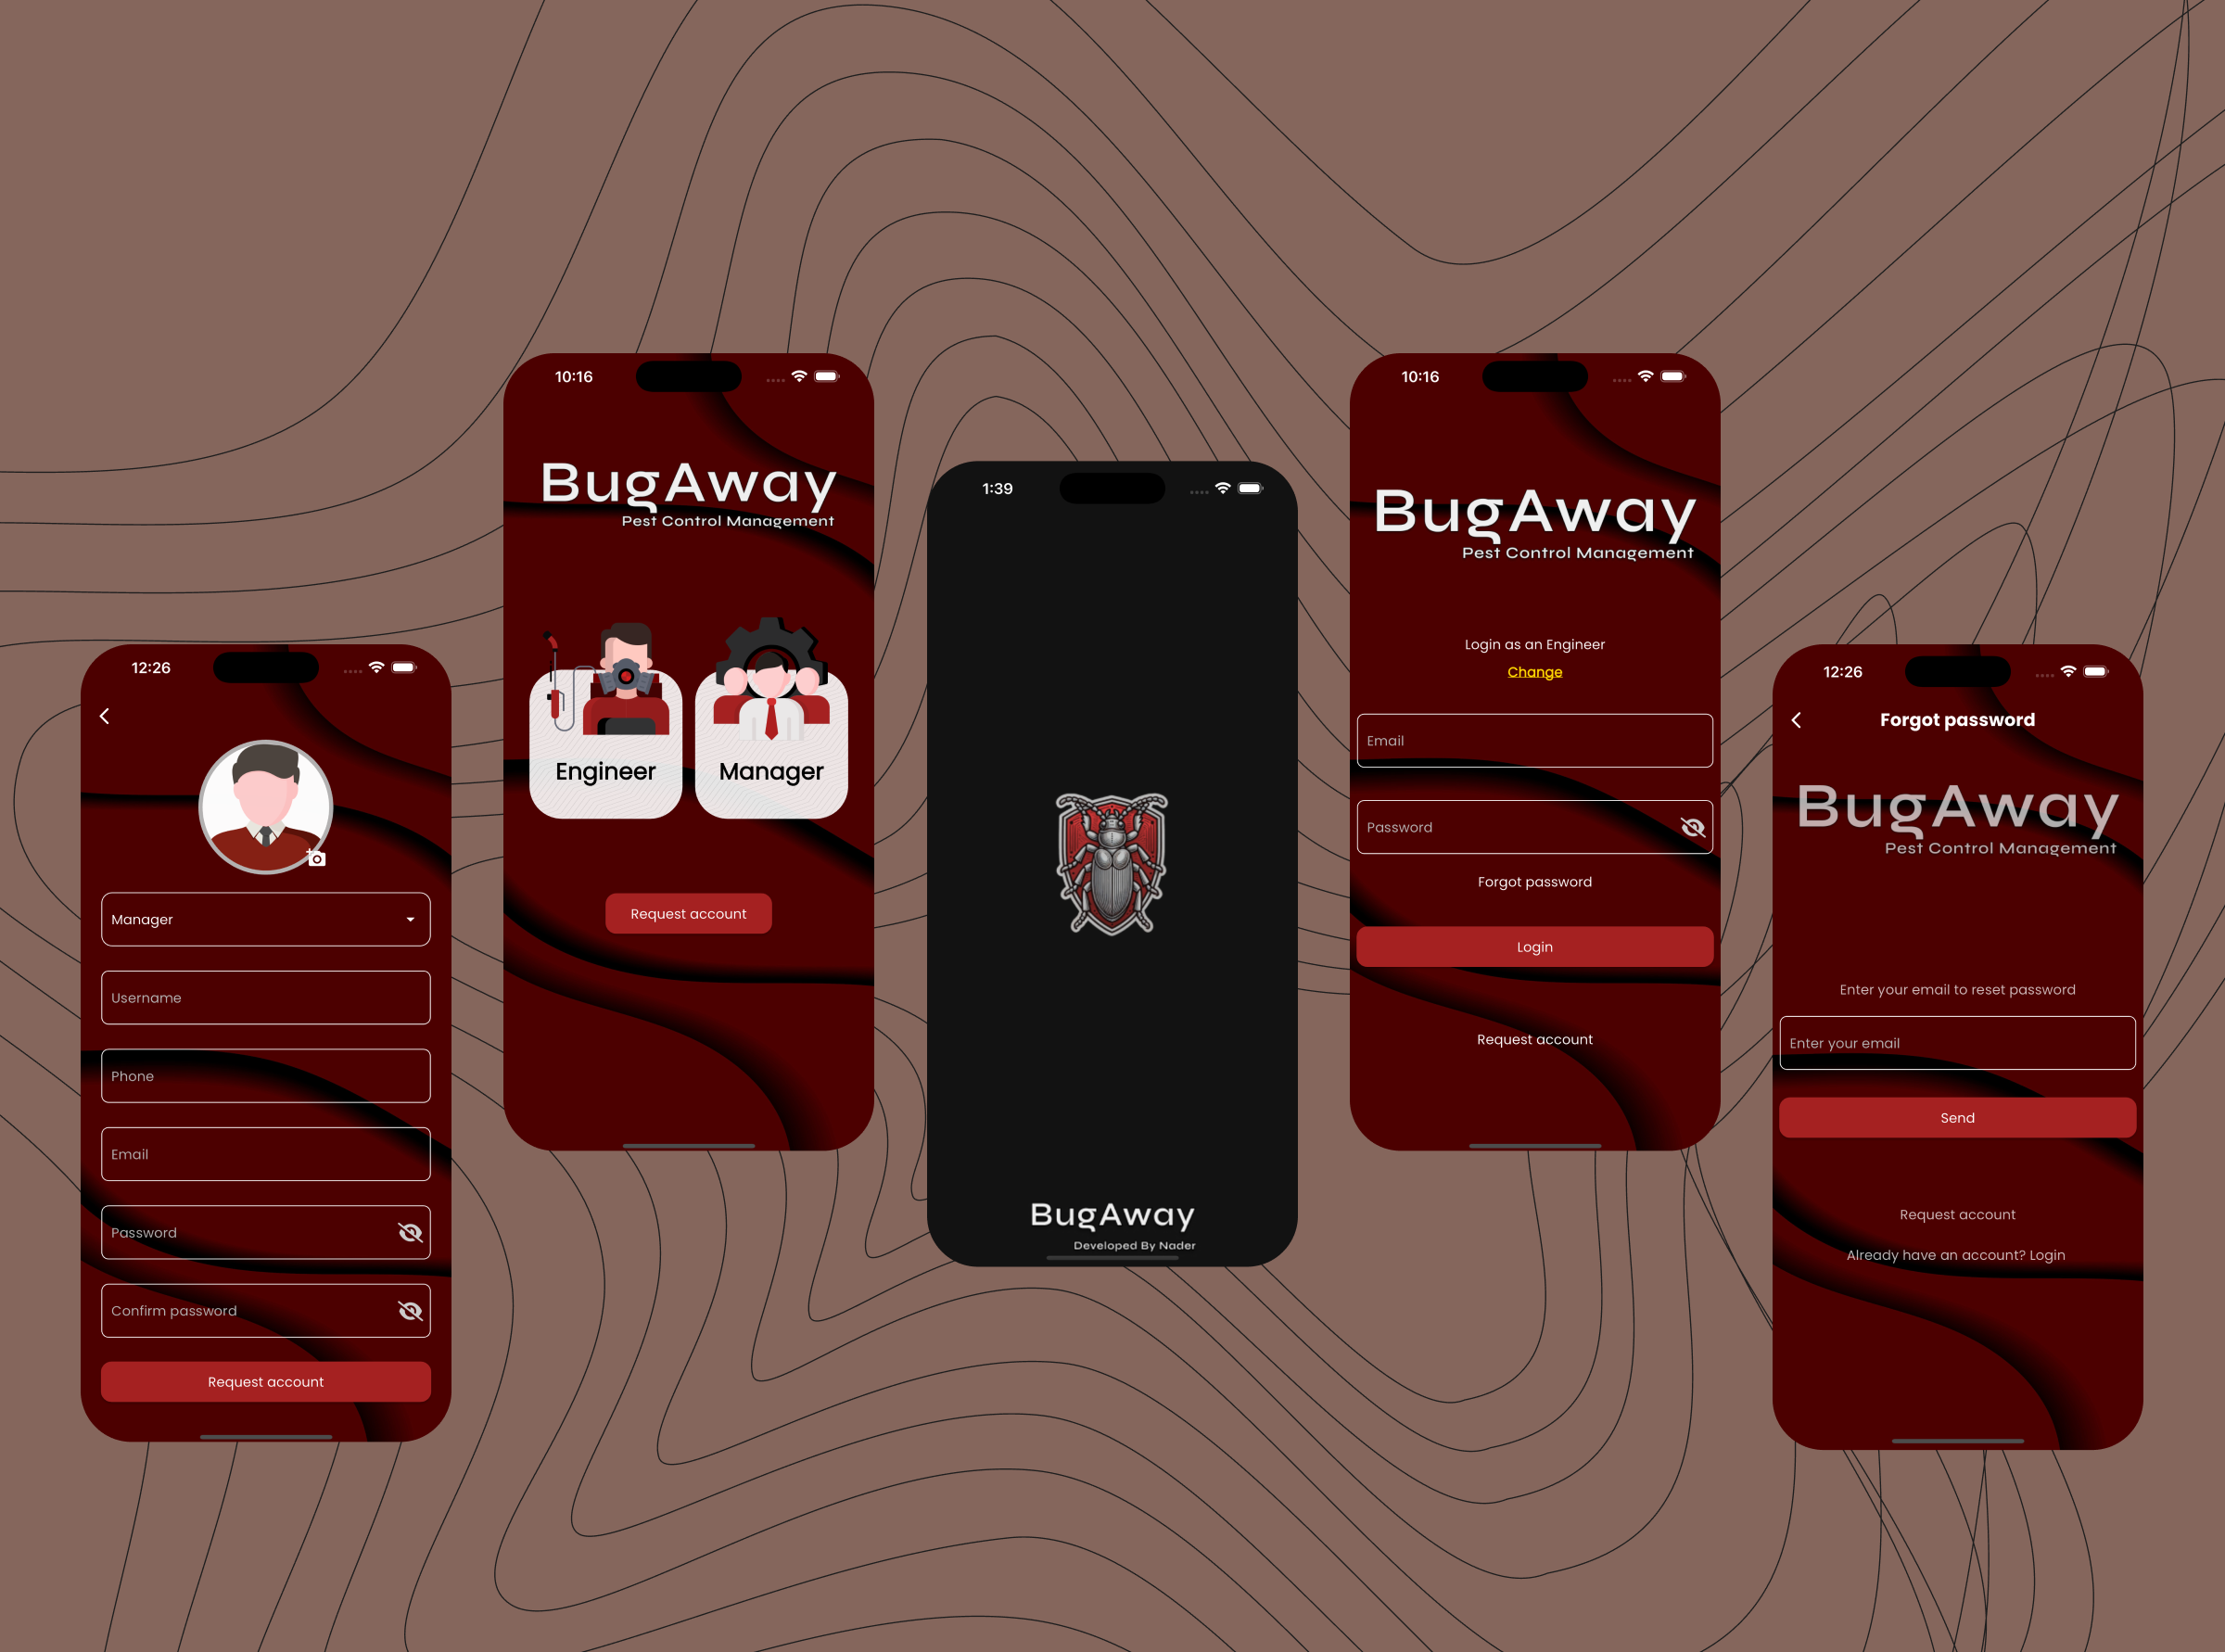 12:26
Manager
Username
Phone
Email
Password
Confirm password
Request account
10:16
BugAway
Pest Control Management
Engineer
Manager
Request account
1:39
BugAway
Developed By Nader
10:16
BugAway
Pest Control Management
Login as an Engineer
Change
Email
Password
Forgot password
Login
Request account
12:26
Forgot password
BugAway
Pest Control Management
Enter your email to reset password
Enter your email
Send
Request account
Already have an account? Login